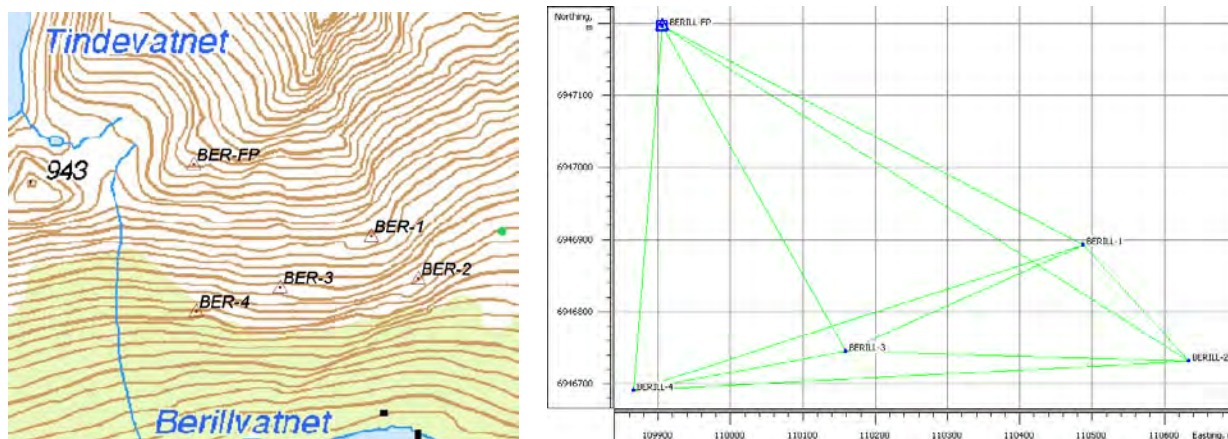 Tindevatnet
BER-FP
943
BER-1
BER-3
BER-2
BER-4
Berillvatnet
Northing,
m
BERILL-FP
6947100
6947000
6946900
BERILL-1
6946800
BERILL-3
BERILL-2
6946700
BERILL-4
109900 110000 110100 110200 110300 110400 110500 110600 Easting,